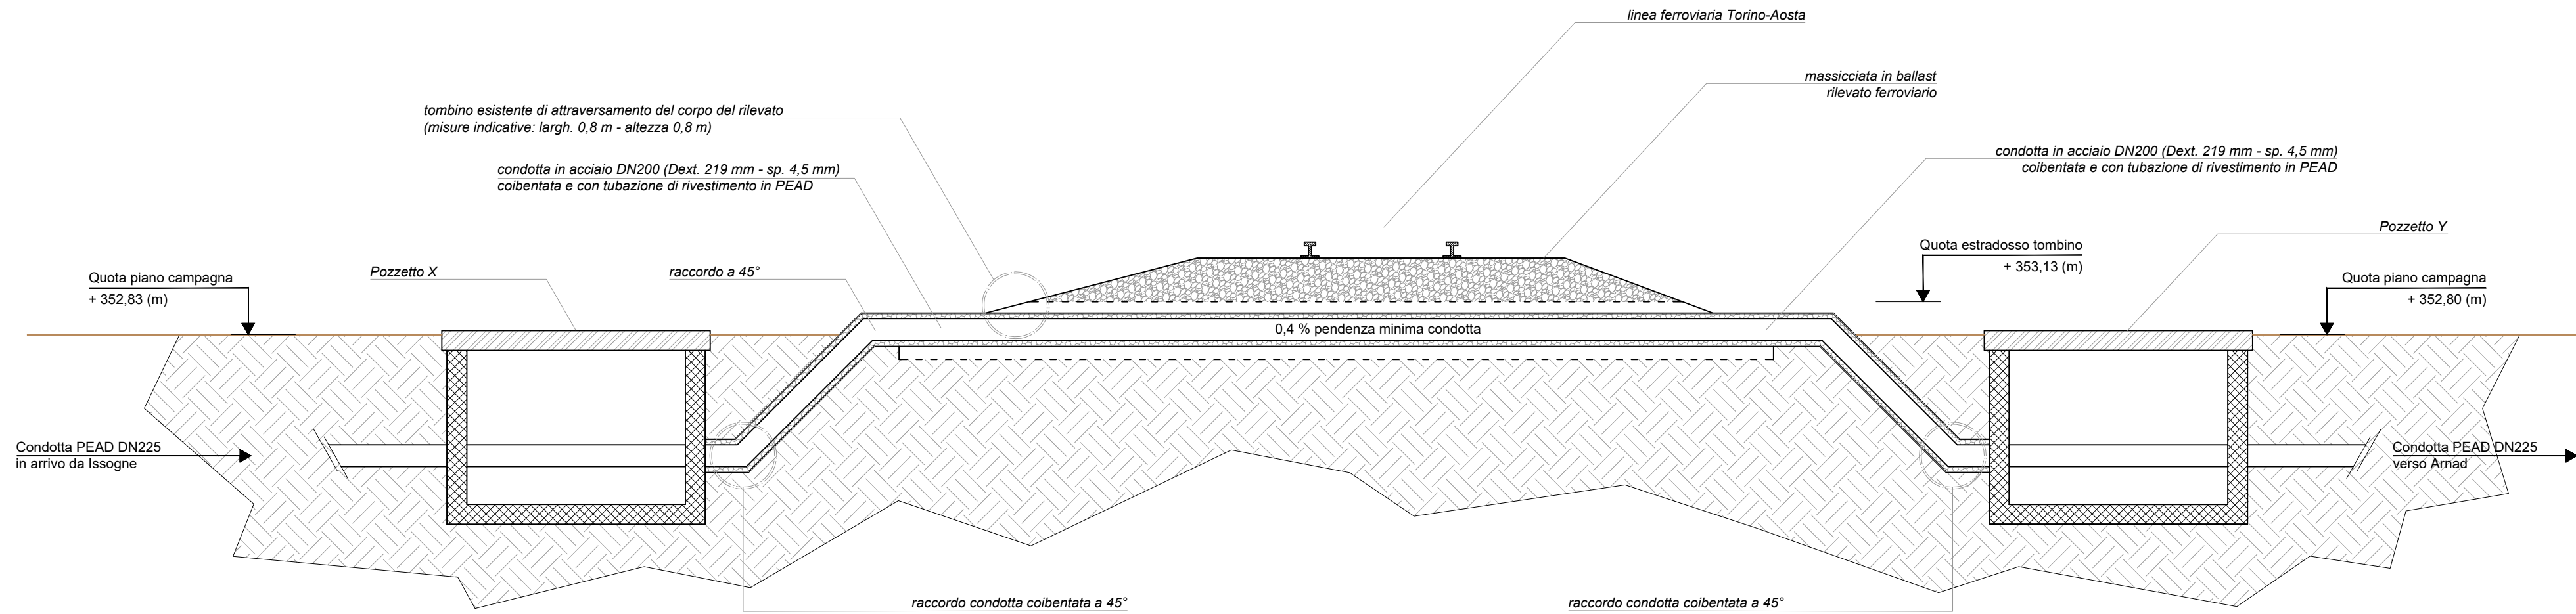 linea ferroviaria Torino-Aosta
massicciata in ballast
rilevato ferroviario
tombino esistente di attraversamento del corpo del rilevato
(misure indicative: largh. 0,8 m - altezza 0,8 m)
condotta in acciaio DN200 (Dext. 219 mm - sp. 4,5 mm)
coibentata e con tubazione di rivestimento in PEAD
condotta in acciaio DN200 (Dext. 219 mm - sp. 4,5 mm)
coibentata e con tubazione di rivestimento in PEAD
Pozzetto Y
Quota estradosso tombino
+ 353,13 (m)
Quota piano campagna
+ 352,83 (m)
Pozzetto X
raccordo a 45°
Quota piano campagna
+ 352,80 (m)
0,4 % pendenza minima condotta
Condotta PEAD DN225
in arrivo da Issogne
Condotta PEAD DN225
verso Arnad
raccordo condotta coibentata a 45°
raccordo condotta coibentata a 45°